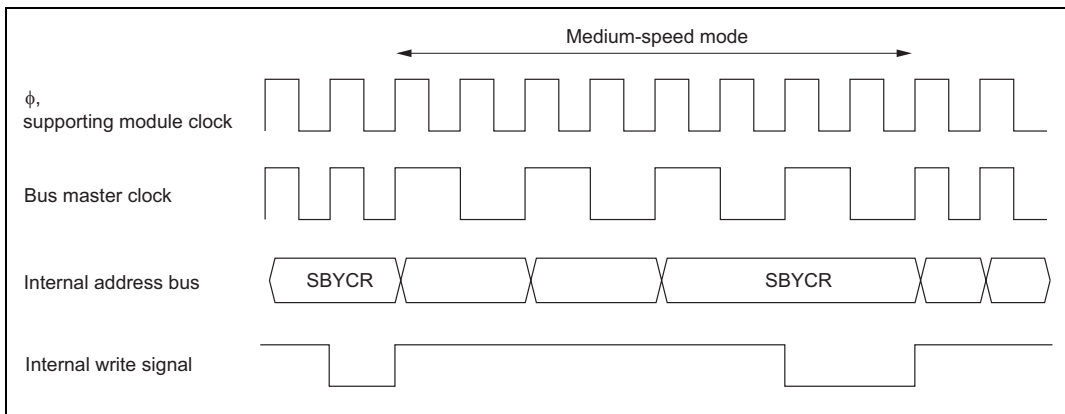 Medium-speed mode
ϕ,
supporting module clock
Bus master clock
Internal address bus
SBYCR
SBYCR
Internal write signal